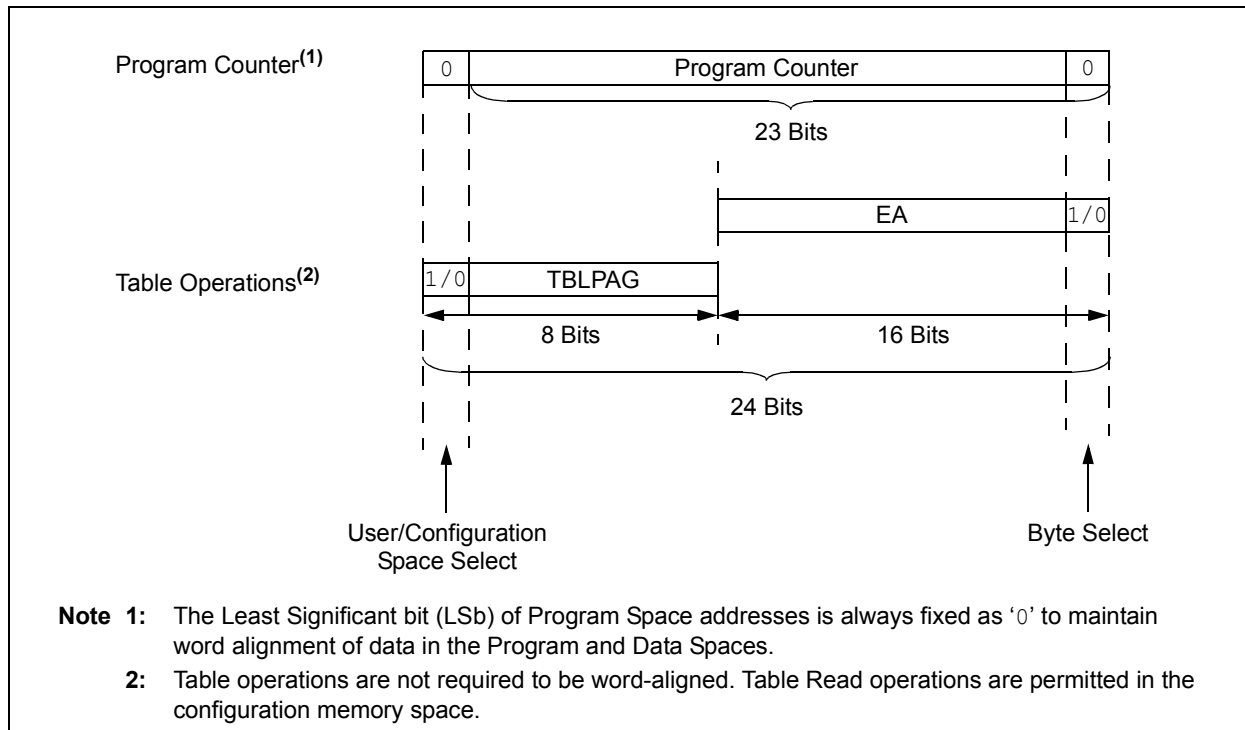 Program Counter(1)
0
Program Counter
0
23 Bits
EA
1/0
Table Operations(2)
1/0
TBLPAG
8 Bits
16 Bits
24 Bits
User/Configuration
Space Select
Byte Select
Note 1: The Least Significant bit (LSb) of Program Space addresses is always fixed as ‘0’ to maintain
word alignment of data in the Program and Data Spaces.
2: Table operations are not required to be word-aligned. Table Read operations are permitted in the
configuration memory space.